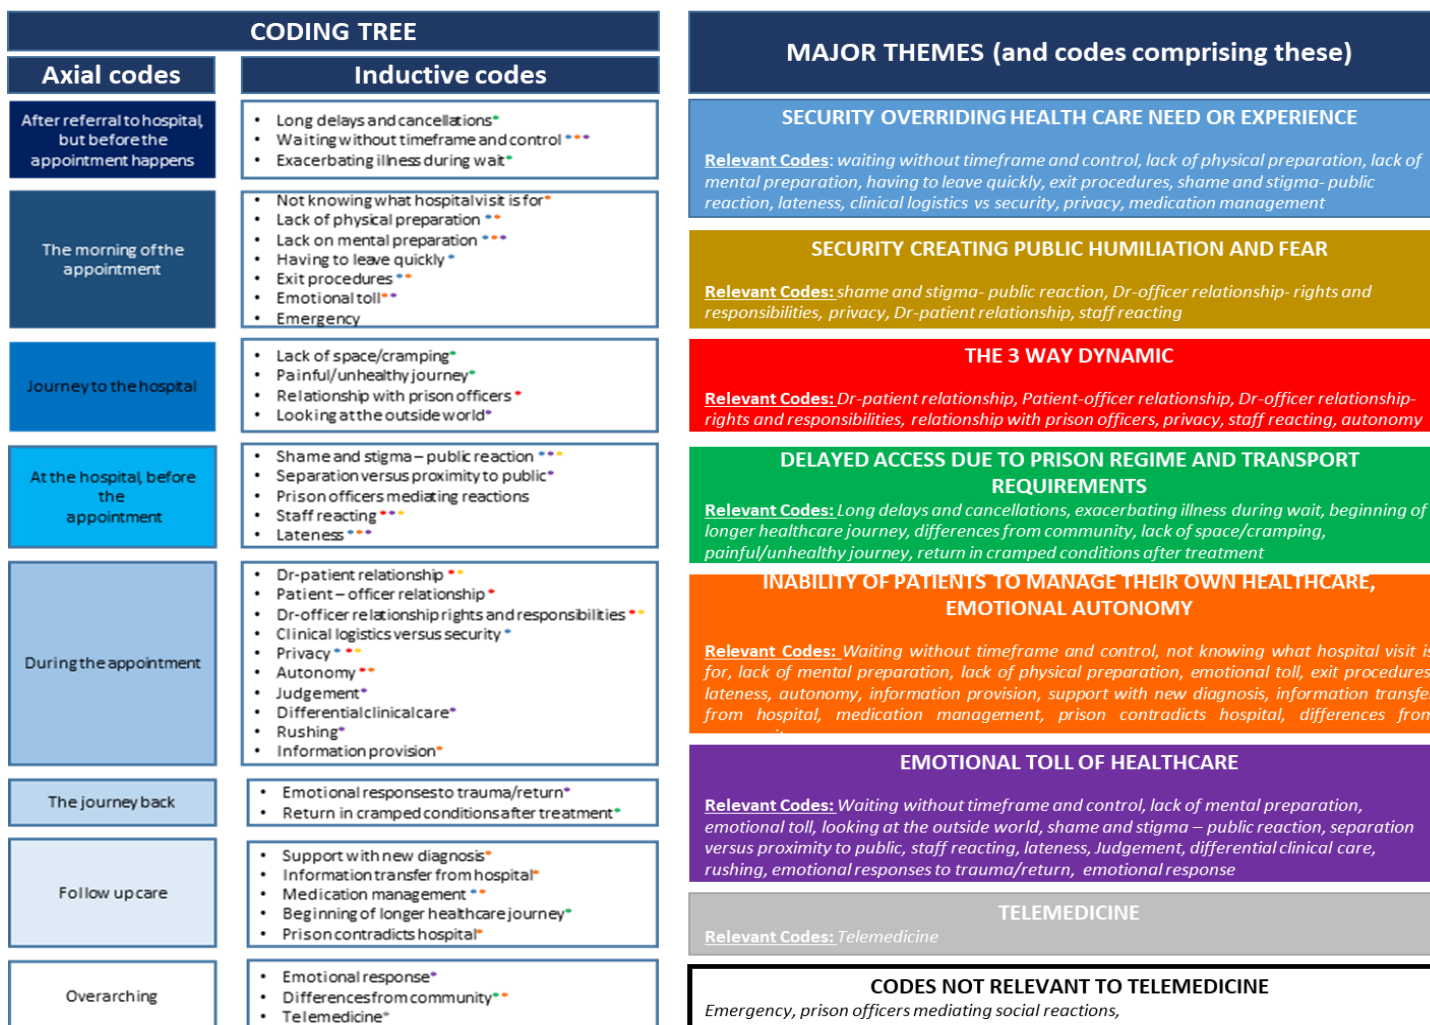 CODING TREE
Axial codes
Inductive codes
After referral to hospital,
but before the
appointment happens
• Long delays and cancellations*
• Waiting without timeframe and control ***
• Exacerbating illness during wait*
The morning of the
appointment
• Not knowing what hospital visit is for*
• Lack of physical preparation **
• Lack on mental preparation ***
• Having to leave quickly *
• Exit procedures **
• Emotional toll**
• Emergency
Journey to the hospital
• Lack of space/cramping*
• Painful/unhealthy journey*
• Relationship with prison officers *
• Looking at the outside world*
At the hospital, before
the
appointment
• Shame and stigma – public reaction ***
• Separation versus proximity to public*
• Prison officers mediating reactions
• Staff reacting ***
• Lateness ***
During the appointment
• Dr-patient relationship **
• Patient – officer relationship *
• Dr-officer relationship rights and responsibilities **
• Clinical logistics versus security *
• Privacy ***
• Autonomy **
• Judgement*
• Differential clinical care*
• Rushing*
• Information provision*
The journey back
• Emotional responses to trauma/return*
• Return in cramped conditions after treatment*
Follow up care
• Support with new diagnosis*
• Information transfer from hospital*
• Medication management **
• Beginning of longer healthcare journey*
• Prison contradicts hospital*
Overarching
• Emotional response*
• Differences from community**
• Telemedicine*
MAJOR THEMES (and codes comprising these)
SECURITY OVERRIDING HEALTH CARE NEED OR EXPERIENCE
Relevant Codes: waiting without timeframe and control, lack of physical preparation, lack of
mental preparation, having to leave quickly, exit procedures, shame and stigma- public
reaction, lateness, clinical logistics vs security, privacy, medication management
SECURITY CREATING PUBLIC HUMILIATION AND FEAR
Relevant Codes: shame and stigma- public reaction, Dr-officer relationship- rights and
responsibilities, privacy, Dr-patient relationship, staff reacting
THE 3 WAY DYNAMIC
Relevant Codes: Dr-patient relationship, Patient-officer relationship, Dr-officer relationship-
rights and responsibilities, relationship with prison officers, privacy, staff reacting, autonomy
DELAYED ACCESS DUE TO PRISON REGIME AND TRANSPORT
REQUIREMENTS
Relevant Codes: Long delays and cancellations, exacerbating illness during wait, beginning of
longer healthcare journey, differences from community, lack of space/cramping,
painful/unhealthy journey, return in cramped conditions after treatment
INABILITY OF PATIENTS TO MANAGE THEIR OWN HEALTHCARE,
EMOTIONAL AUTONOMY
Relevant Codes: Waiting without timeframe and control, not knowing what hospital visit is
for, lack of mental preparation, lack of physical preparation, emotional toll, exit procedures
lateness, autonomy, information provision, support with new diagnosis, information transfer
from hospital, medication management, prison contradicts hospital, differences from
EMOTIONAL TOLL OF HEALTHCARE
Relevant Codes: Waiting without timeframe and control, lack of mental preparation,
emotional toll, looking at the outside world, shame and stigma – public reaction, separation
versus proximity to public, staff reacting, lateness, Judgement, differential clinical care,
rushing, emotional responses to trauma/return, emotional response
TELEMEDICINE
Relevant Codes: Telemedicine
CODES NOT RELEVANT TO TELEMEDICINE
Emergency, prison officers mediating social reactions,